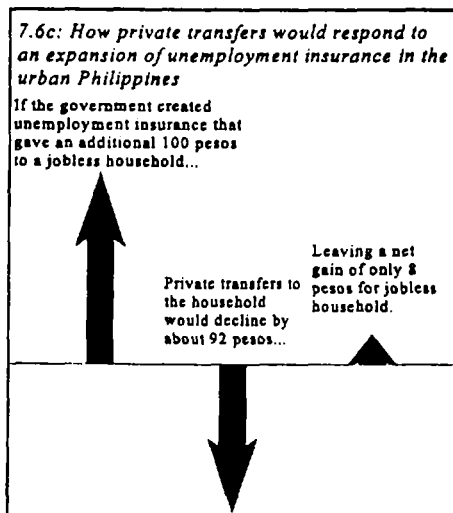 7.6c: How private transfers would respond to
an expansion of unemployment insurance in the
urban Philippines
If the government created
unemployment insurance that
gave an additional 100 pesos
to a jobless household...
Private transfers to
the household
would decline by
about 92 pesos...
Leaving a net
gain of only 8
pesos for jobless
household.